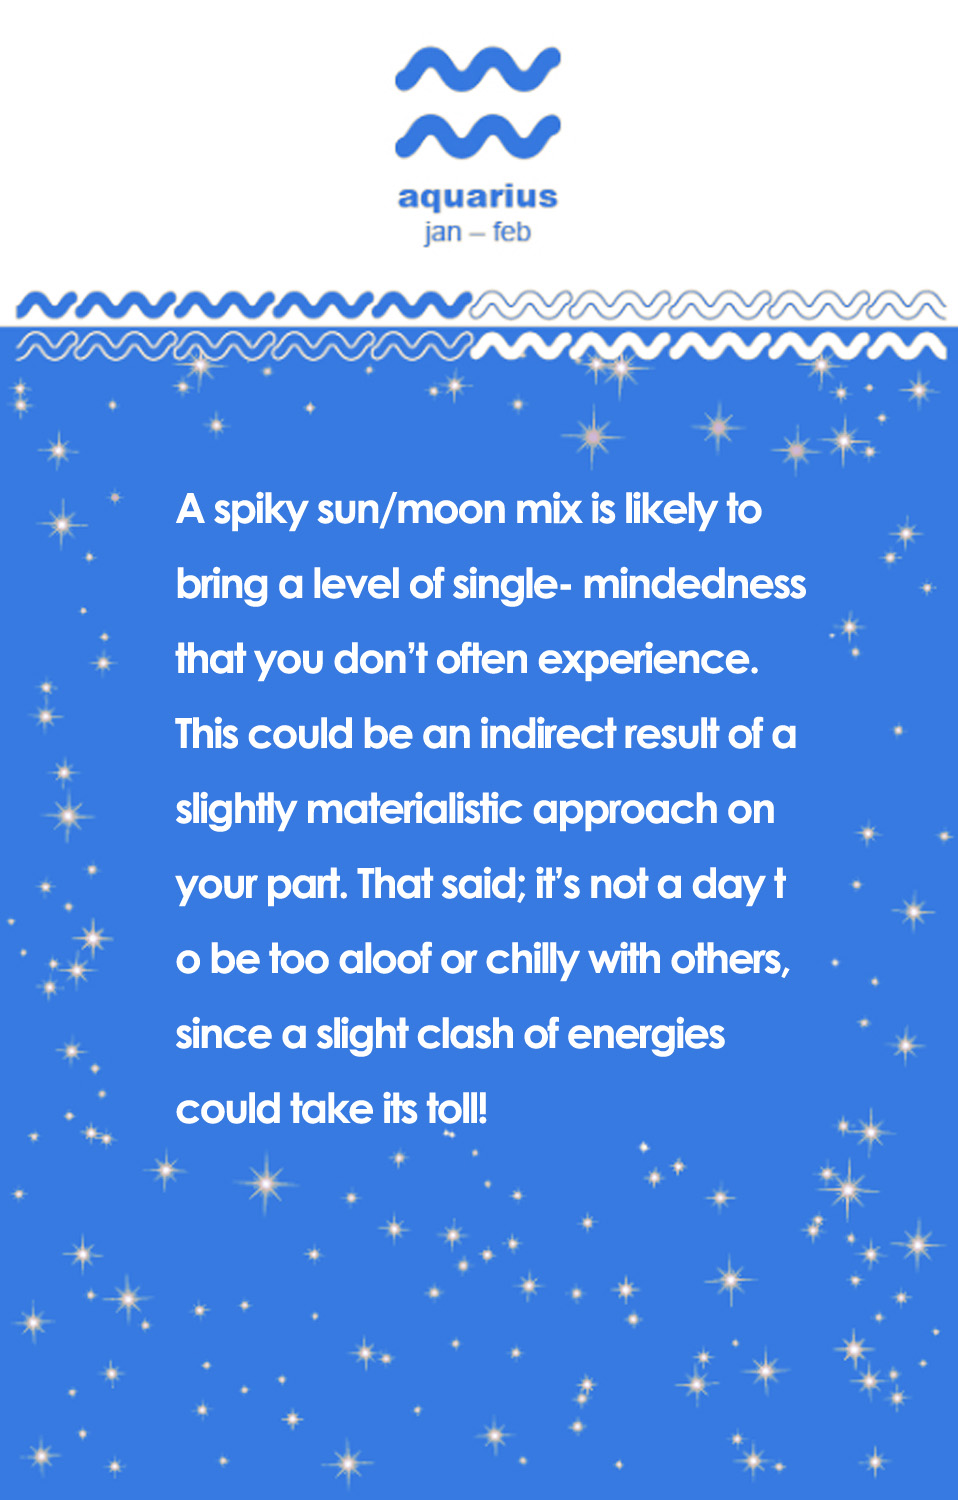 aquarius
jan – feb
A spiky sun/moon mix is likely to
bring a level of single- mindedness
that you don’t often experience.
This could be an indirect result of a
slightly materialistic approach on
your part. That said; it’s not a day t
o be too aloof or chilly with others,
since a slight clash of energies
could take its toll!